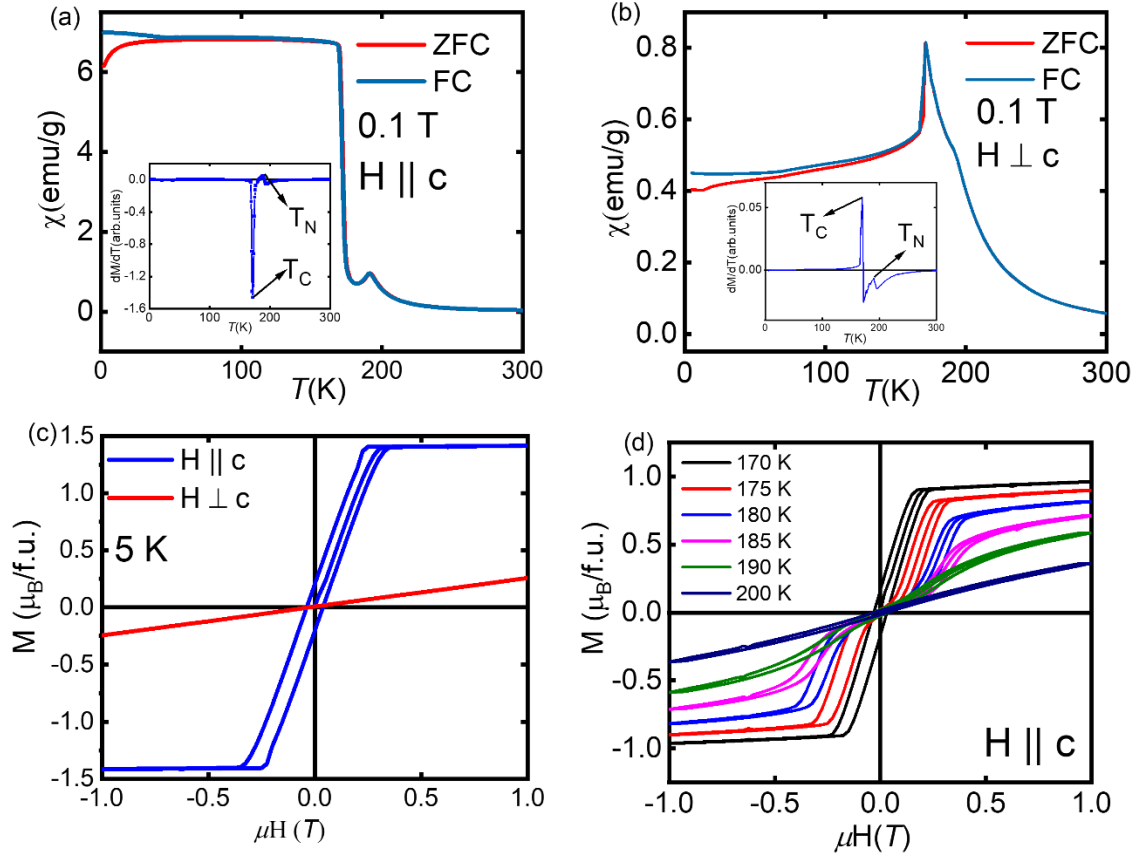 (a)
χ(emu/g)
6
4
2
0
0
100
200
300
T(K)
ZFC
FC
0.1 T
H || c
dM/dT(arb.units)
0.0
-0.4
-0.8
-1.2
-1.6
0
100
200
300
T(K)
T_N
T_C
(b)
χ(emu/g)
0.8
0.6
0.4
0.2
0.0
0
100
200
300
T(K)
ZFC
FC
0.1 T
H ⊥ c
dM/dT(arb.units)
0.05
0.00
0
100
200
300
T(K)
T_C
T_N
(c)
M (μ_B/f.u.)
1.5
1.0
0.5
0.0
-0.5
-1.0
-1.5
-1.0
-0.5
0.0
0.5
1.0
μH (T)
H || c
H ⊥ c
5 K
(d)
M (μ_B/f.u.)
1.0
0.5
0.0
-0.5
-1.0
-1.0
-0.5
0.0
0.5
1.0
μH(T)
170 K
175 K
180 K
185 K
190 K
200 K
H || c